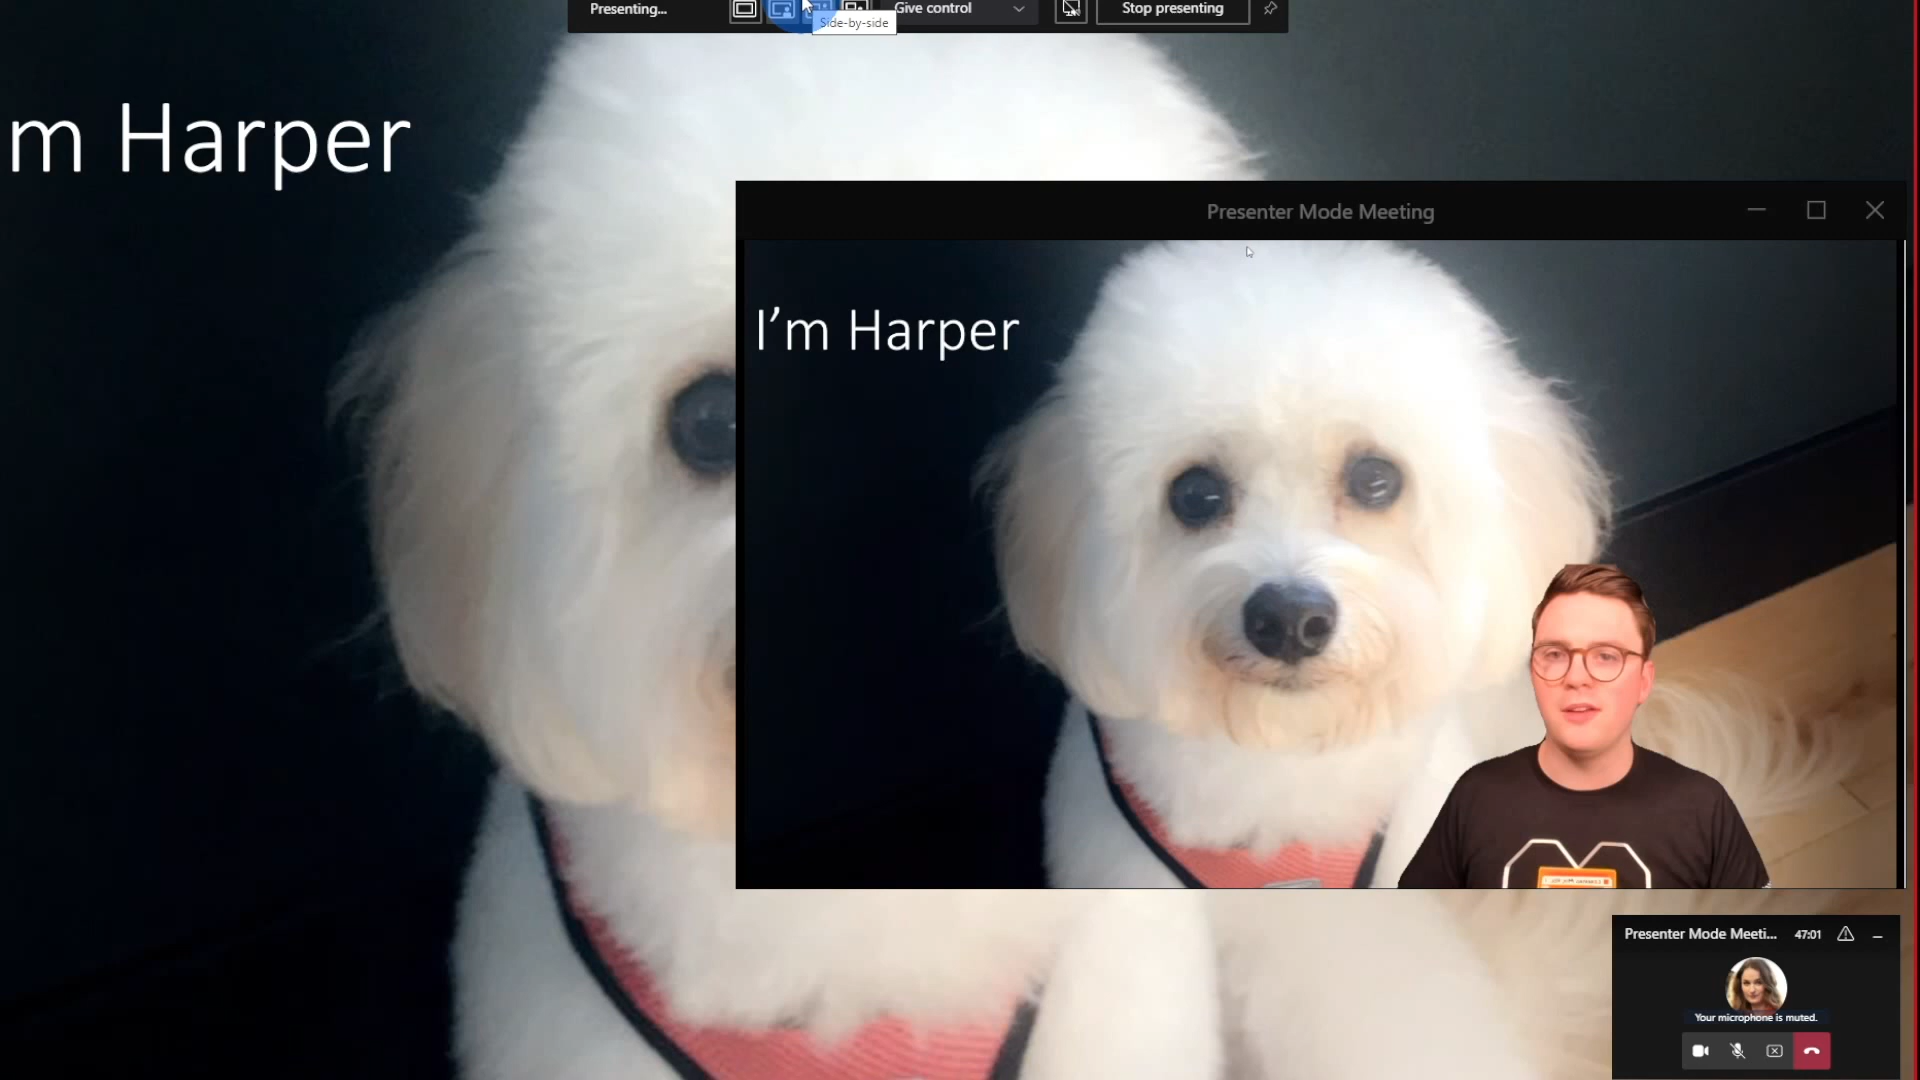 Presenting...
Give control
Stop presenting
Side-by-side
m Harper
Presenter Mode Meeting
I'm Harper
Presenter Mode Meeti...
47:01
Your microphone is muted.